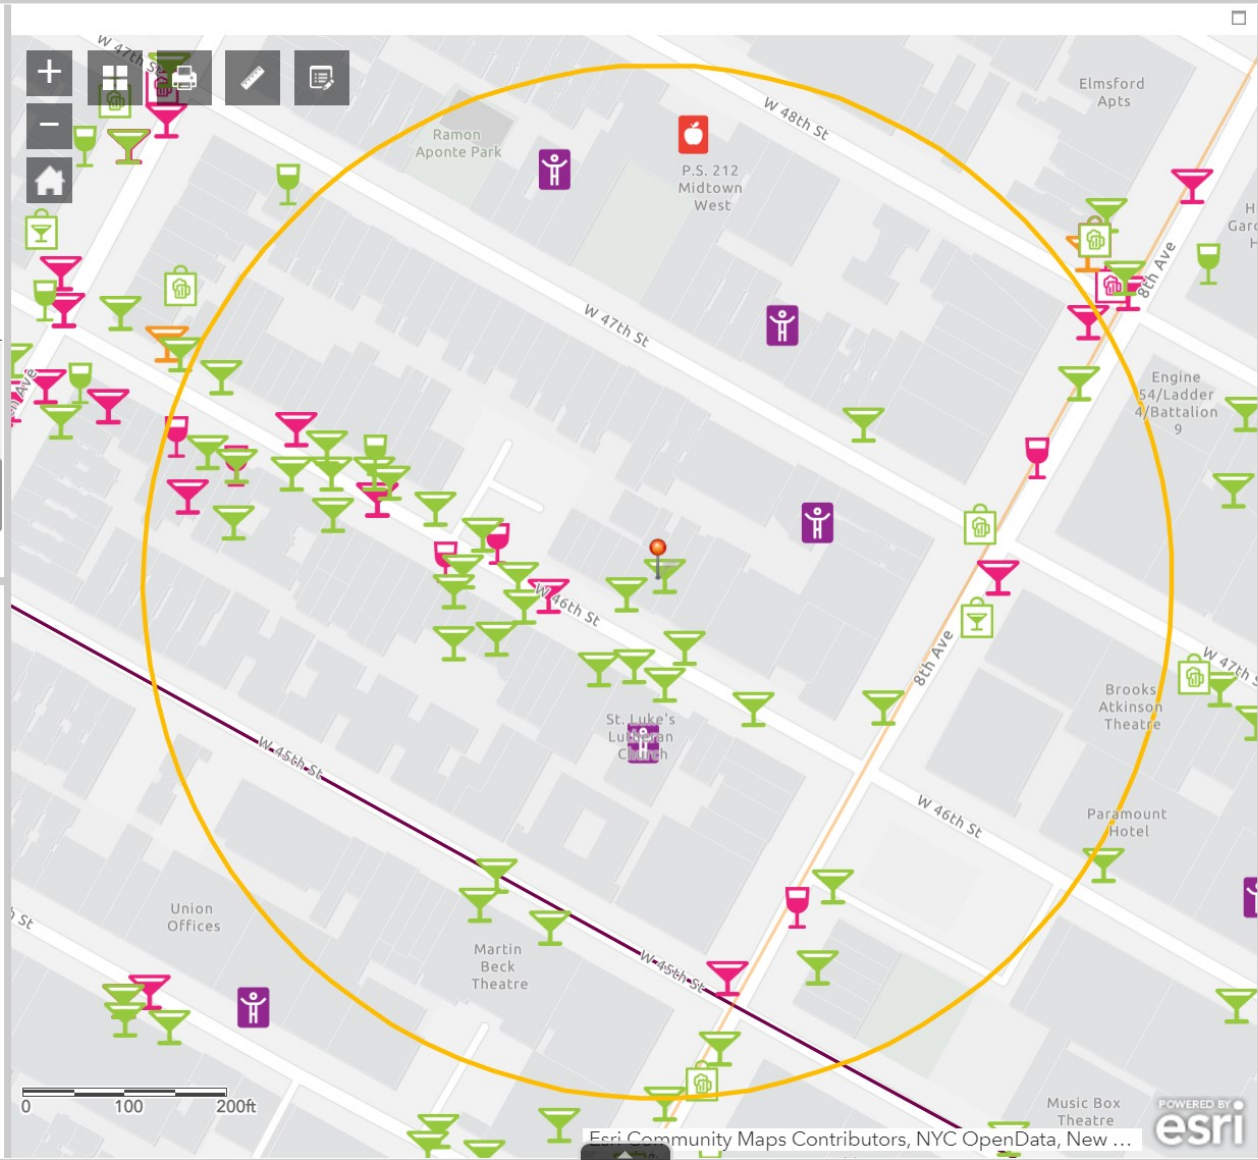 W 47th St
Elmsford
Apts
W 48th St
Ramon
Aponte Park
P.S. 212
Midtown
West
8th Ave
W 47th St
Engine
54/Ladder
4/Battalion
9
Ave
W 46th St
8th Ave
W 47th S
St. Luke's
Lutheran
Church
Brooks
Atkinson
Theatre
W 45th St
W 46th St
Paramount
Hotel
Union
Offices
St
Martin
Beck
Theatre
W 45th St
0 100 200ft
Music Box
Theatre
POWERED BY
esri
Esri Community Maps Contributors, NYC OpenData, New ...